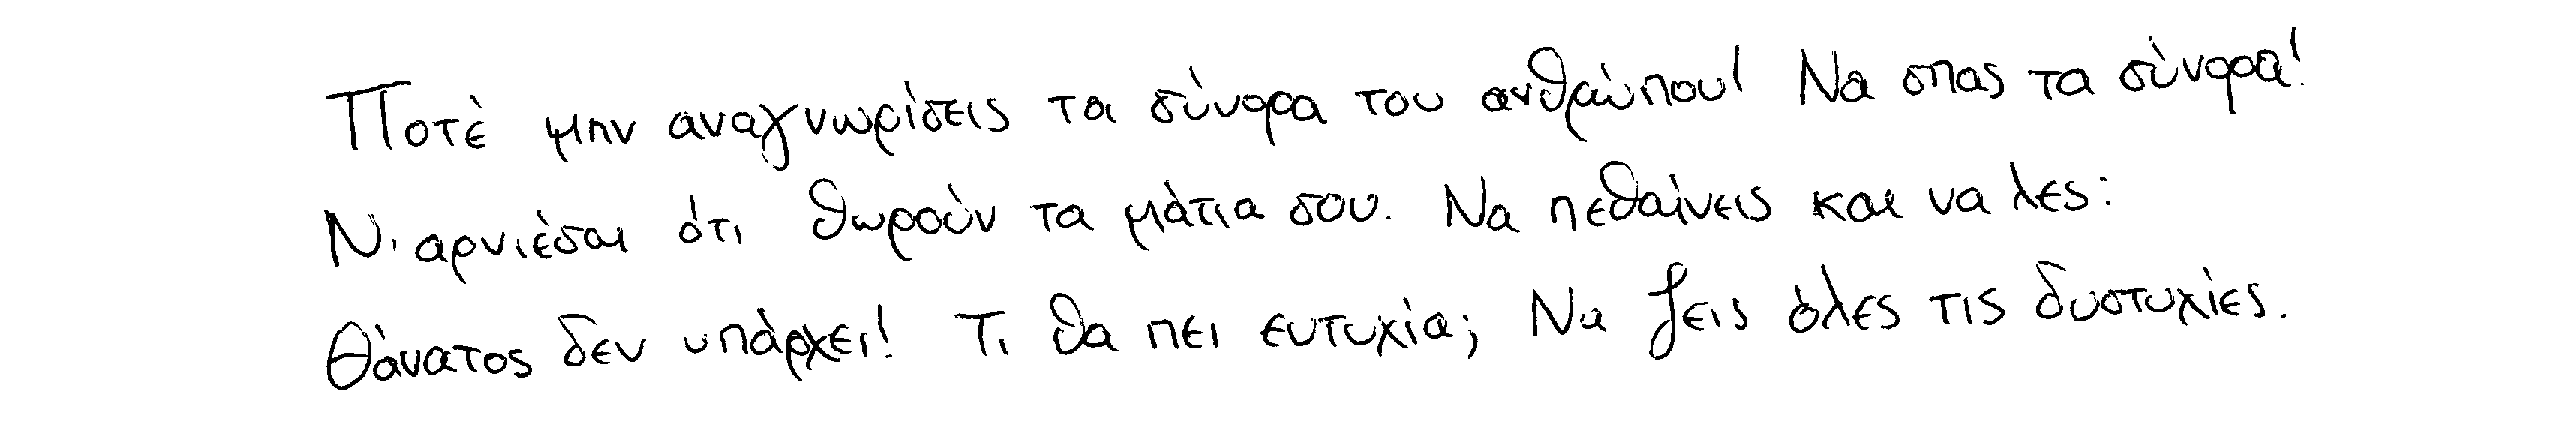 Ποτέ μην αναγνωρίσεις τα σύνορα του ανθρώπου! Να σπας τα σύνορα!
Ν' αρνιέσαι ότι θωρούν τα μάτια σου. Να πεθαίνεις και να λες:
Θάνατος δεν υπάρχει! Τι θα πει ευτυχία; Να ζεις όλες τις δυστυχίες.